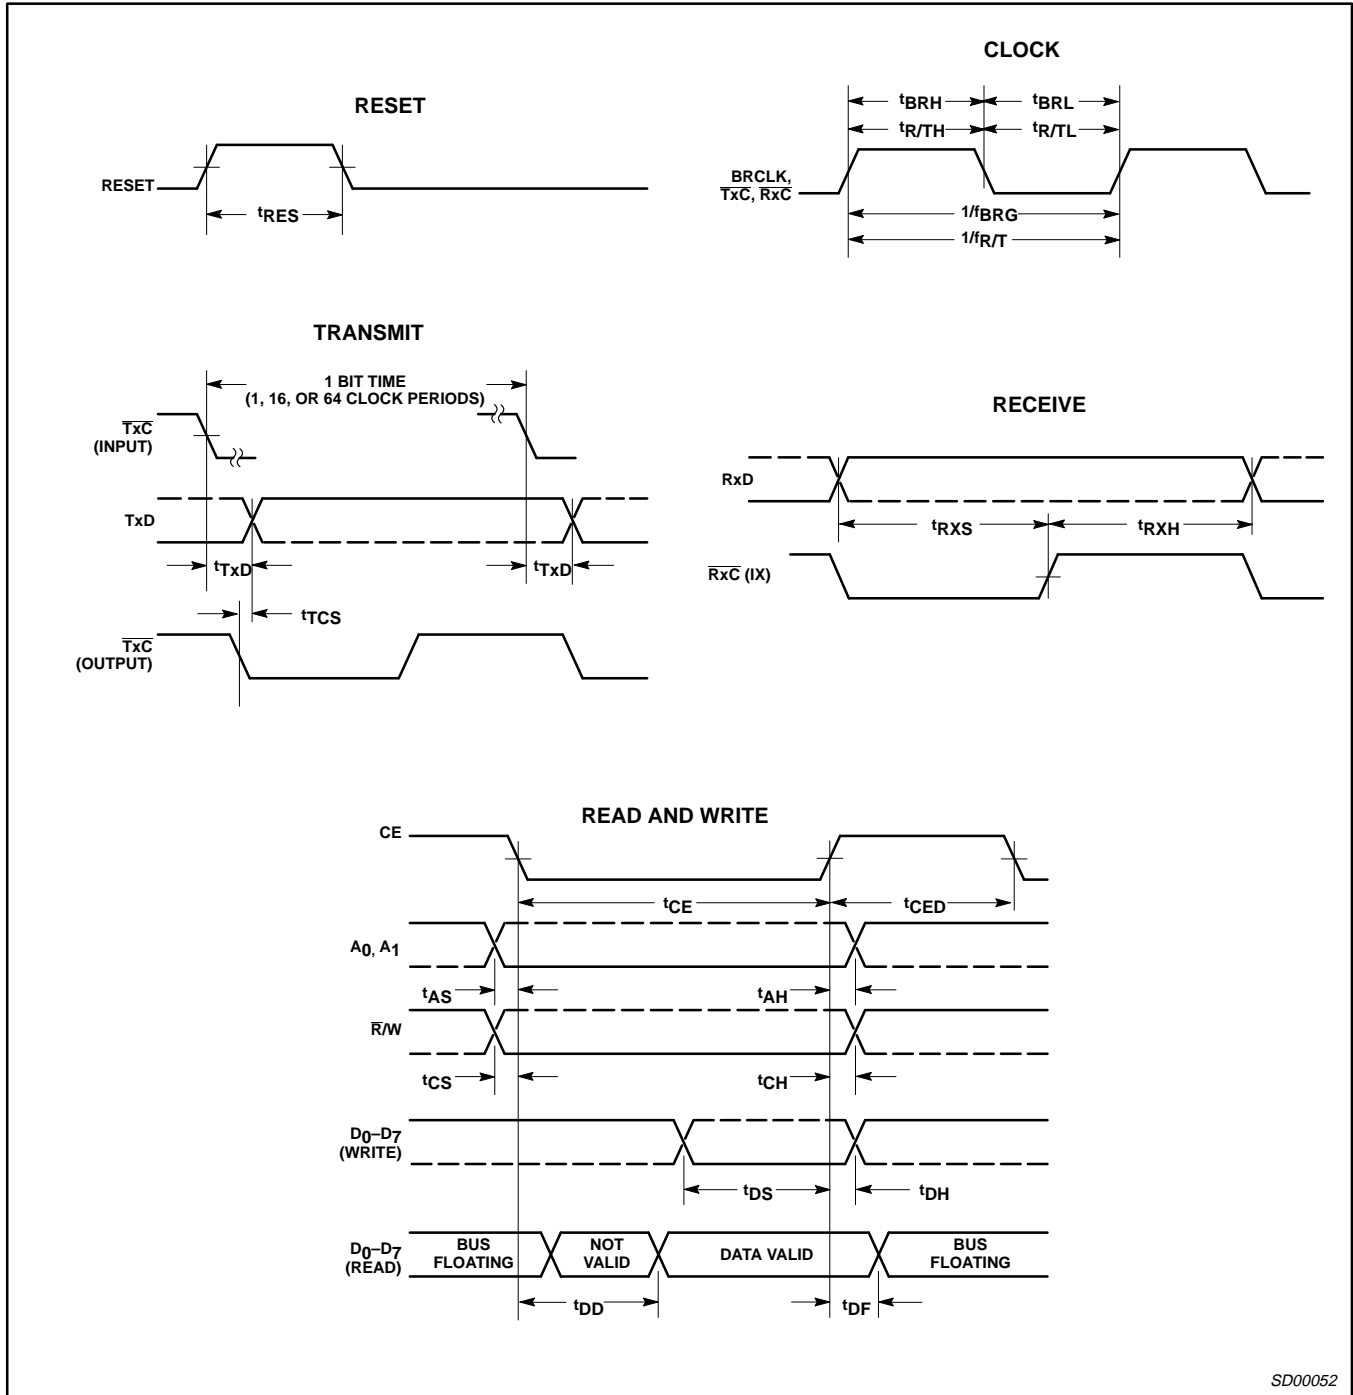 CLOCK
tBRH
tBRL
RESET
tR/TH
tR/TL
RESET
BRCLK,
TxC, RxC
tRES
1/fBRG
1/fR/T
TRANSMIT
1 BIT TIME
(1, 16, OR 64 CLOCK PERIODS)
RECEIVE
TxC
(INPUT)
RxD
TxD
tRXS
tRXH
tTxD
tTxD
RxC (IX)
tTCS
TxC
(OUTPUT)
READ AND WRITE
CE
tCE
tCED
A0, A1
tAS
tAH
R/W
tCS
tCH
D0–D7
(WRITE)
tDS
tDH
D0–D7
(READ)
BUS
FLOATING
NOT
VALID
DATA VALID
BUS
FLOATING
tDD
tDF
SD00052